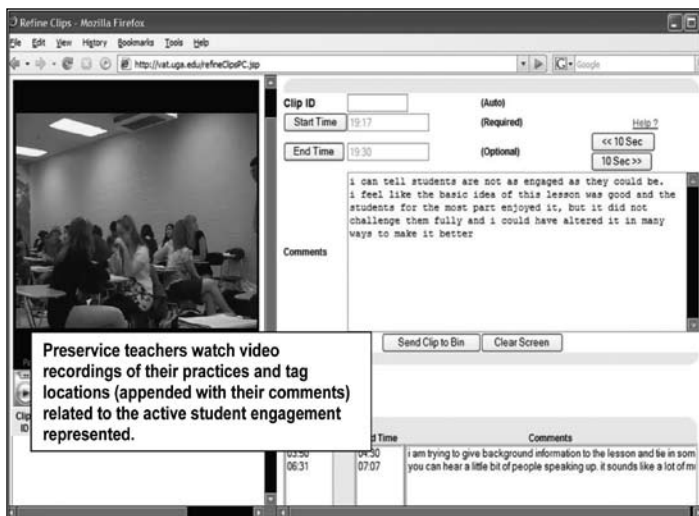 Refine Clips - Mozilla Firefox
File Edit View History Bookmarks Tools Help
http://vat.uga.edu/refineClipsPC.jsp
Google
Clip ID (Auto)
Start Time 19:17 (Required) Help ?
<< 10 Sec
End Time 19:30 (Optional)
10 Sec >>
i can tell students are not as engaged as they could be.
i feel like the basic idea of this lesson was good and the
students for the most part enjoyed it, but it did not
challenge them fully and i could have altered it in many
ways to make it better
Comments
Send Clip to Bin Clear Screen
Preservice teachers watch video
recordings of their practices and tag
locations (appended with their comments)
related to the active student engagement
represented.
Clip
ID
Time Comments
03:50 04:30 i am trying to give background information to the lesson and tie in som
06:31 07:07 you can hear a little bit of people speaking up. it sounds like a lot of m